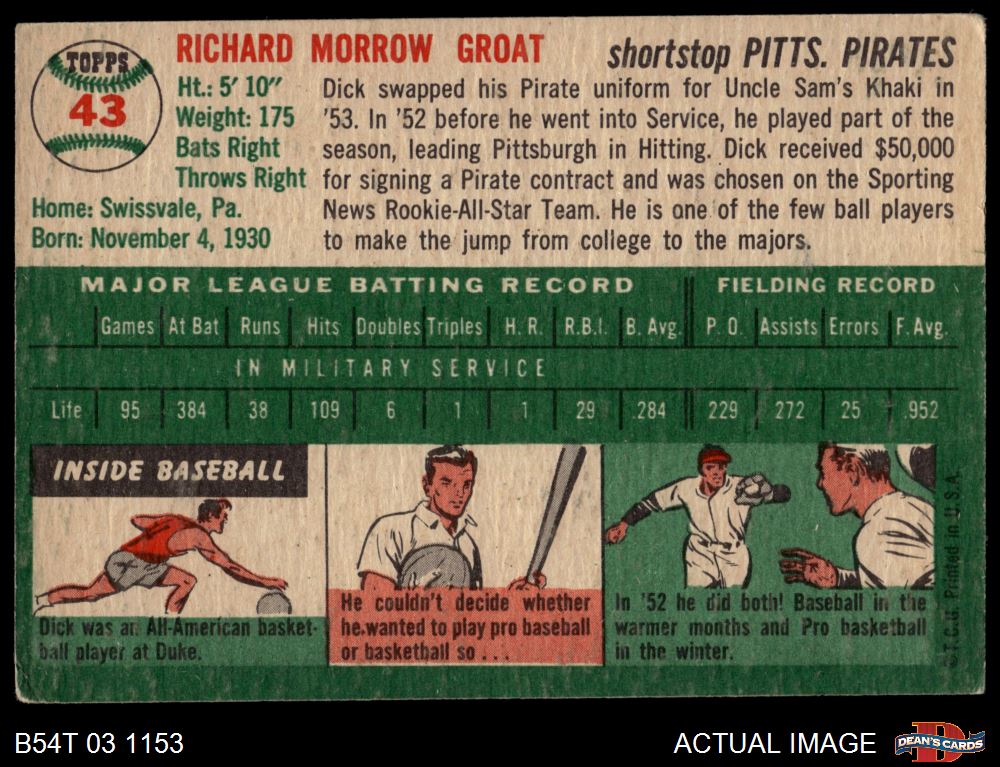 TOPPS
43
RICHARD MORROW GROAT
shortstop PITTS. PIRATES
Ht.: 5' 10"
Weight: 175
Bats Right
Throws Right
Home: Swissvale, Pa.
Born: November 4, 1930
Dick swapped his Pirate uniform for Uncle Sam's Khaki in
'53. In '52 before he went into Service, he played part of the
season, leading Pittsburgh in Hitting. Dick received $50,000
for signing a Pirate contract and was chosen on the Sporting
News Rookie-All-Star Team. He is one of the few ball players
to make the jump from college to the majors.
MAJOR LEAGUE BATTING RECORD FIELDING RECORD
Games At Bat Runs Hits Doubles Triples H.R. R.B.I. B. Avg. P.O. Assists Errors F. Avg.
IN MILITARY SERVICE
Life 95 384 38 109 6 1 1 29 .284 229 272 25 .952
INSIDE BASEBALL
Dick was an All-American basket-
ball player at Duke.
He couldn't decide whether
he wanted to play pro baseball
or basketball so . . .
In '52 he did both! Baseball in the
warmer months and Pro basketball
in the winter.
© T.C.G. Printed in U.S.A.
B54T 03 1153
ACTUAL IMAGE
D
DEAN'S CARDS